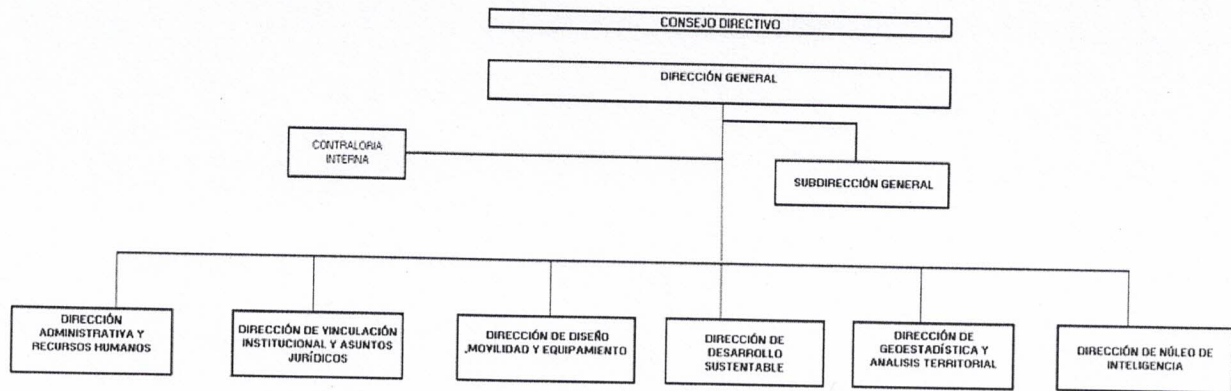 CONSEJO DIRECTIVO
DIRECCIÓN GENERAL
CONTRALORIA
INTERNA
SUBDIRECCIÓN GENERAL
DIRECCIÓN
ADMINISTRATIVA Y
RECURSOS HUMANOS
DIRECCIÓN DE VINCULACIÓN
INSTITUCIONAL Y ASUNTOS
JURÍDICOS
DIRECCIÓN DE DISEÑO
,MOVILIDAD Y EQUIPAMIENTO
DIRECCIÓN DE
DESARROLLO
SUSTENTABLE
DIRECCIÓN DE
GEOESTADÍSTICA Y
ANALISIS TERRITORIAL
DIRECCIÓN DE NÚLEO DE
INTELIGENCIA